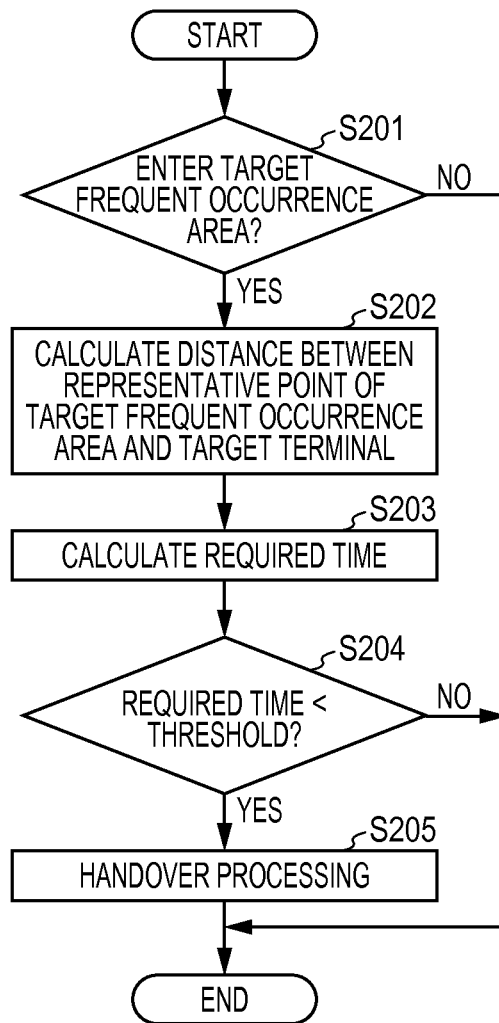 START
S201
ENTER TARGET
FREQUENT OCCURRENCE
AREA?
NO
YES
S202
CALCULATE DISTANCE BETWEEN
REPRESENTATIVE POINT OF
TARGET FREQUENT OCCURRENCE
AREA AND TARGET TERMINAL
S203
CALCULATE REQUIRED TIME
S204
REQUIRED TIME <
THRESHOLD?
NO
YES
S205
HANDOVER PROCESSING
END